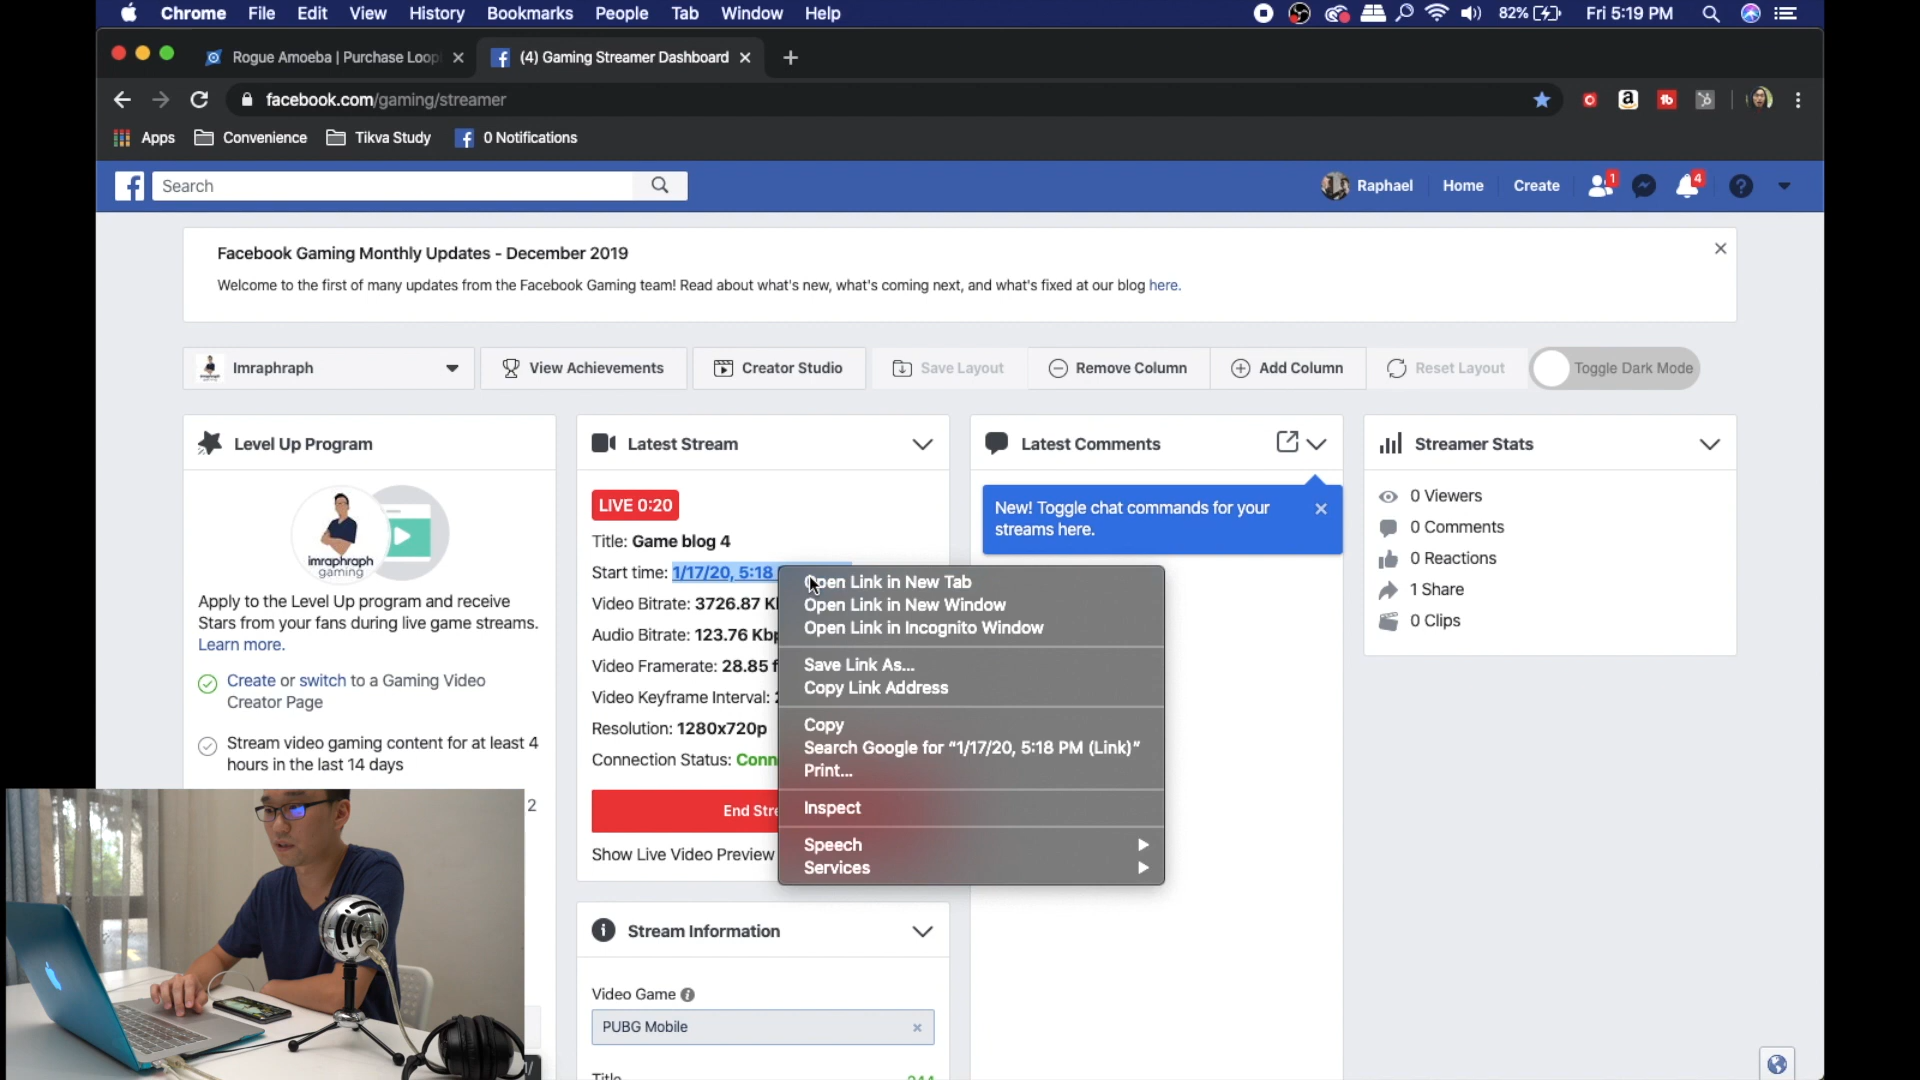 Chrome File Edit View History Bookmarks People Tab Window Help
82% Fri 5:19 PM
Rogue Amoeba | Purchase Loop
(4) Gaming Streamer Dashboard
facebook.com/gaming/streamer
Apps Convenience Tikva Study 0 Notifications
Search
Raphael Home Create 1 4
Facebook Gaming Monthly Updates - December 2019
Welcome to the first of many updates from the Facebook Gaming team! Read about what's new, what's coming next, and what's fixed at our blog here.
Imraphraph
View Achievements
Creator Studio
Save Layout
Remove Column
Add Column
Reset Layout
Toggle Dark Mode
Level Up Program
imraphraph
gaming
Apply to the Level Up program and receive
Stars from your fans during live game streams.
Learn more.
Create or switch to a Gaming Video
Creator Page
Stream video gaming content for at least 4
hours in the last 14 days
2
Latest Stream
LIVE 0:20
Title: Game blog 4
Start time: 1/17/20, 5:18
Video Bitrate: 3726.87 K
Audio Bitrate: 123.76 Kbp
Video Framerate: 28.85 f
Video Keyframe Interval:
Resolution: 1280x720p
Connection Status: Conn
End Stre
Show Live Video Preview
Open Link in New Tab
Open Link in New Window
Open Link in Incognito Window
Save Link As...
Copy Link Address
Copy
Search Google for "1/17/20, 5:18 PM (Link)"
Print...
Inspect
Speech
Services
Stream Information
Video Game
PUBG Mobile
Latest Comments
New! Toggle chat commands for your
streams here.
Streamer Stats
0 Viewers
0 Comments
0 Reactions
1 Share
0 Clips